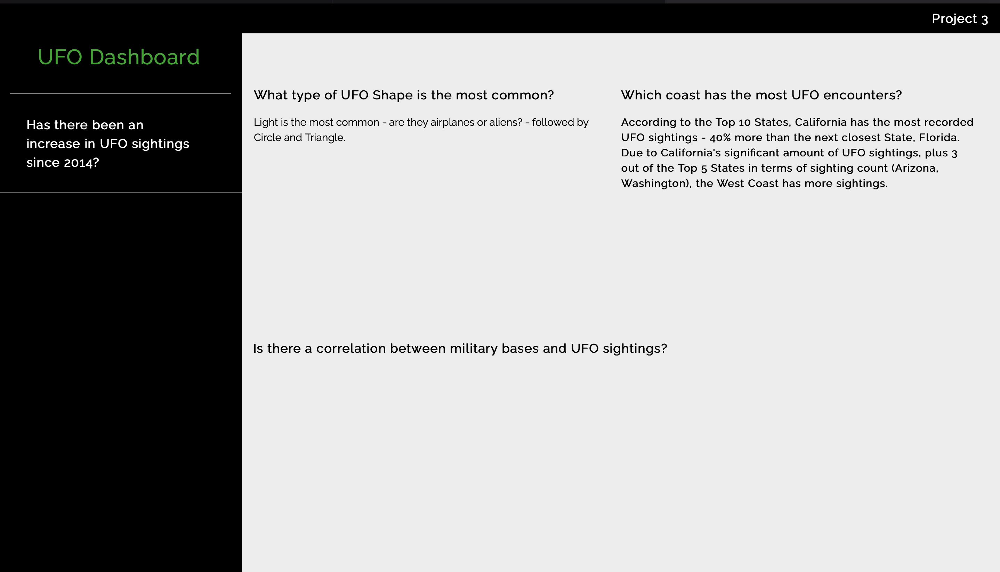 Project 3
UFO Dashboard
Has there been an
increase in UFO sightings
since 2014?
What type of UFO Shape is the most common?
Light is the most common - are they airplanes or aliens? - followed by
Circle and Triangle.
Which coast has the most UFO encounters?
According to the Top 10 States, California has the most recorded
UFO sightings - 40% more than the next closest State, Florida.
Due to California's significant amount of UFO sightings, plus 3
out of the Top 5 States in terms of sighting count (Arizona,
Washington), the West Coast has more sightings.
Is there a correlation between military bases and UFO sightings?